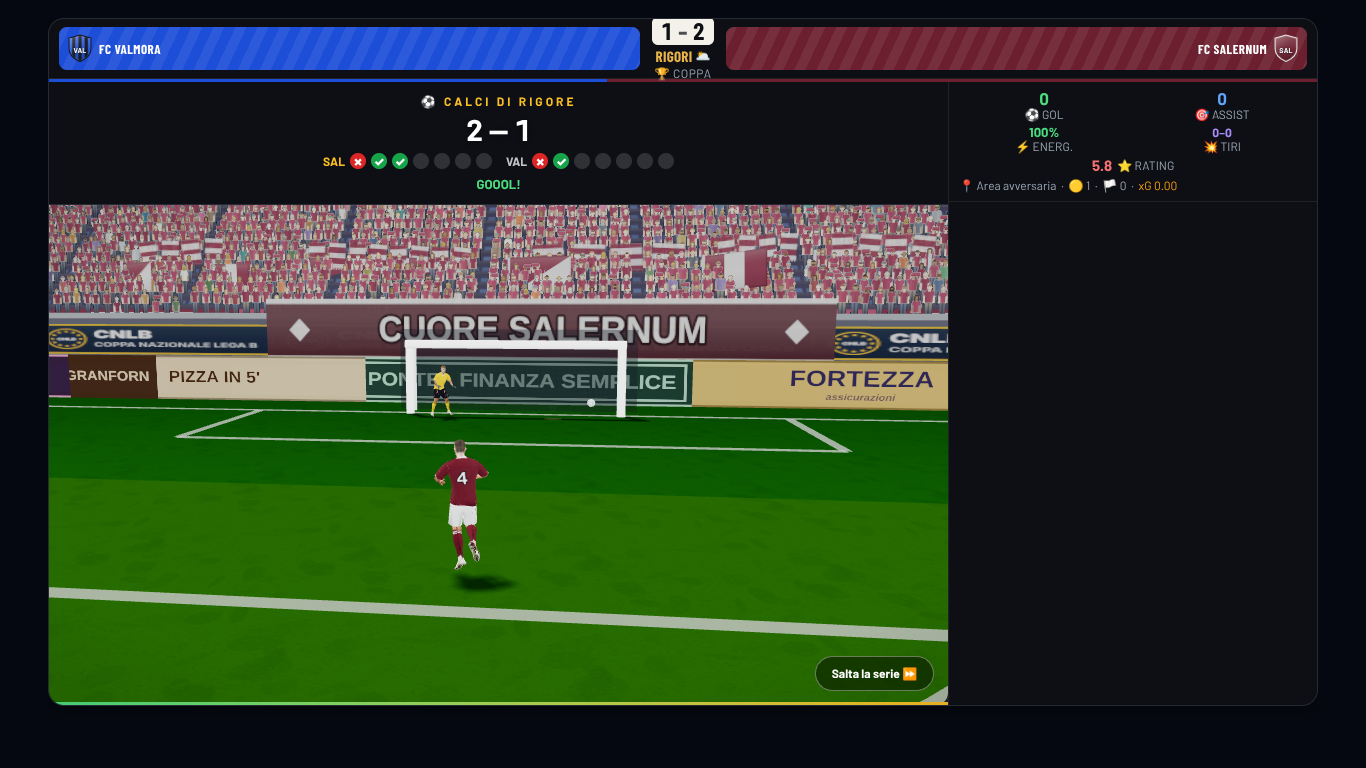 VAL
FC VALMORA
1 - 2
RIGORI
COPPA
FC SALERNUM
SAL
CALCI DI RIGORE
2 – 1
SAL
VAL
GOOOL!
0
GOL
0
ASSIST
100%
ENERG.
0-0
TIRI
5.8 RATING
Area avversaria · 1 · 0 · xG 0.00
CUORE SALERNUM
CNLB
COPPA NAZIONALE LEGA B
CNL
COPPA
GRANFORN
PIZZA IN 5'
PONTE FINANZA SEMPLICE
FORTEZZA
assicurazioni
4
Salta la serie